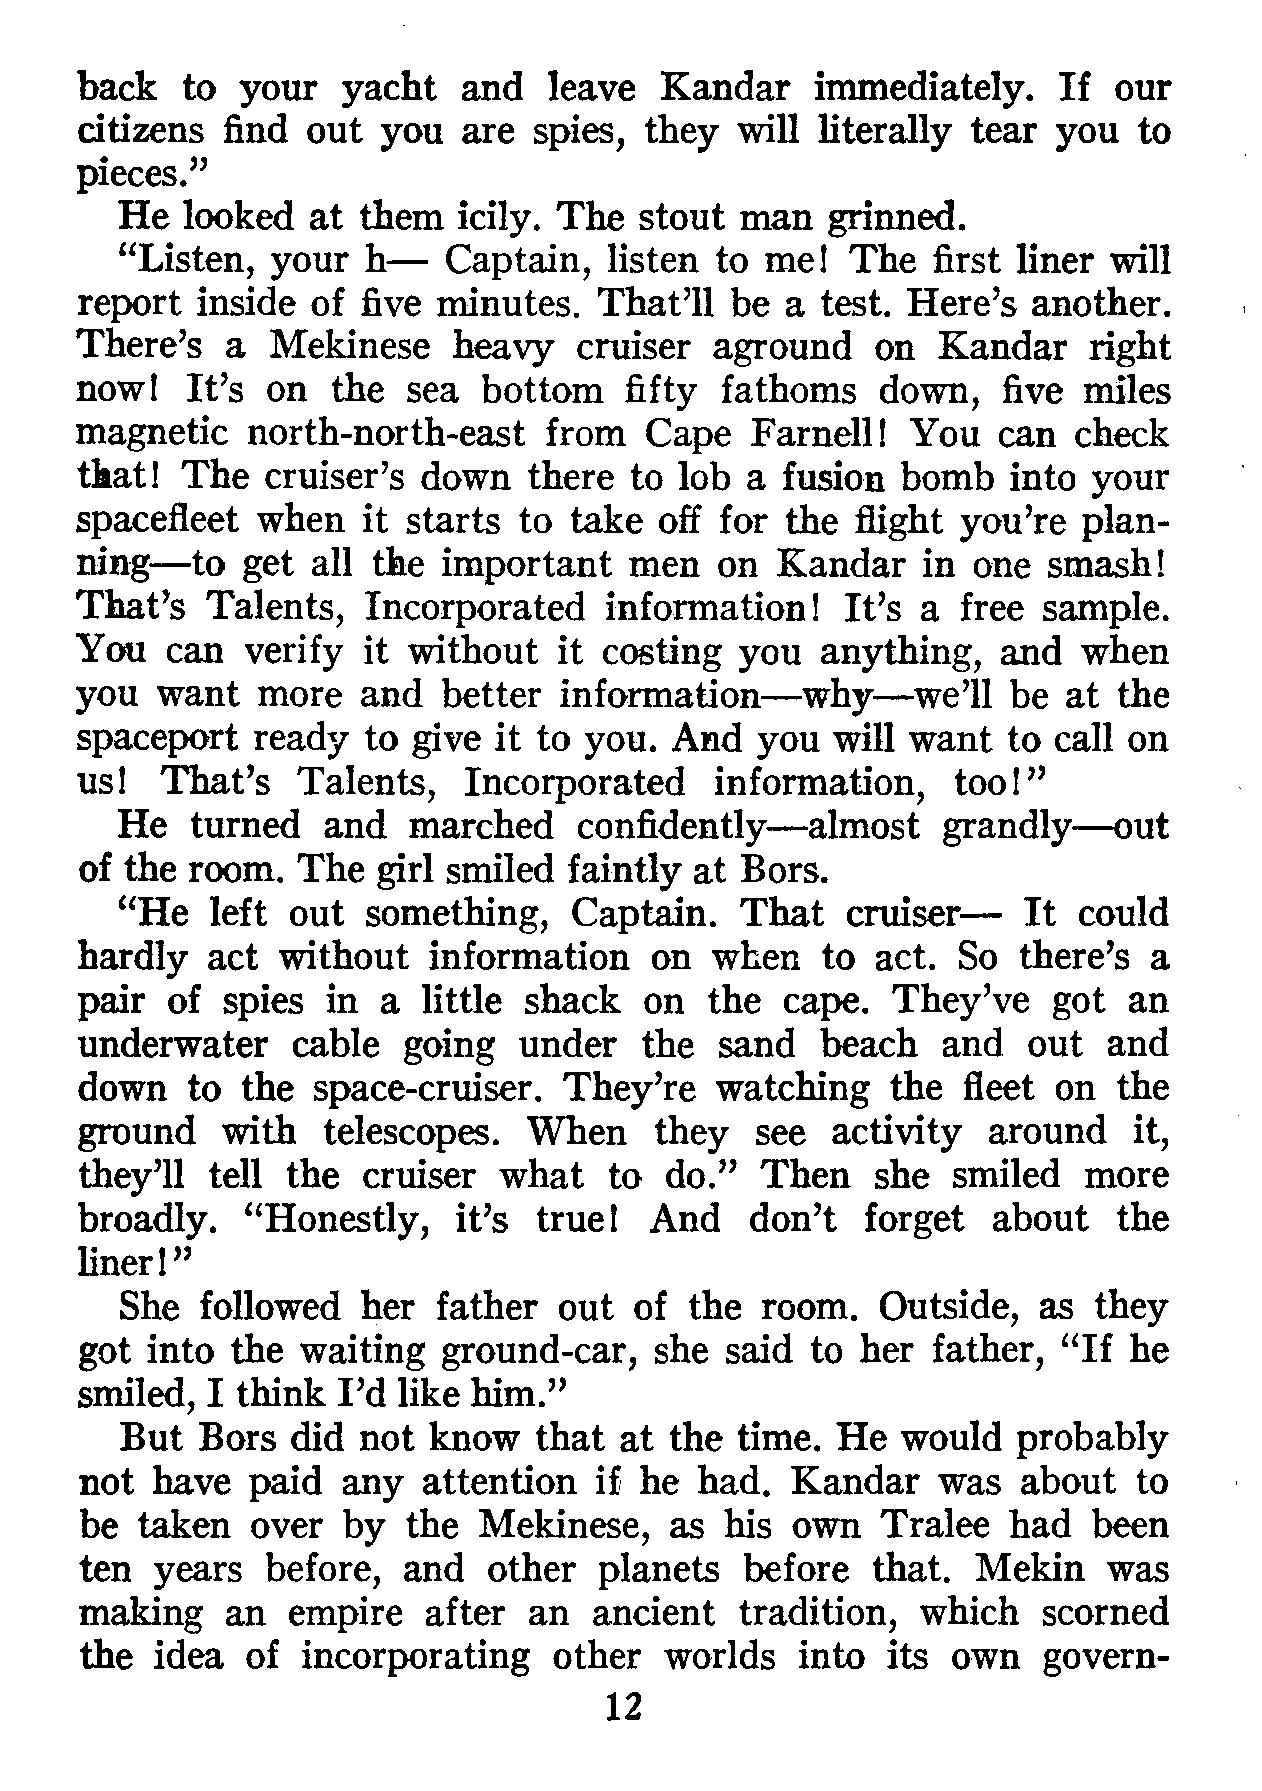 back to your yacht and leave Kandar immediately. If our
citizens find out you are spies, they will literally tear you to
pieces.”
He looked at them icily. The stout man grinned.
“Listen, your h— Captain, listen to me! The first liner will
report inside of five minutes. That’ll be a test. Here’s another.
There’s a Mekinese heavy cruiser aground on Kandar right
now! It’s on the sea bottom fifty fathoms down, five miles
magnetic north-north-east from Cape Farnell! You can check
that! The cruiser’s down there to lob a fusion bomb into your
spacefleet when it starts to take off for the flight you’re plan-
ning—to get all the important men on Kandar in one smash!
That’s Talents, Incorporated information! It’s a free sample.
You can verify it without it costing you anything, and when
you want more and better information—why—we’ll be at the
spaceport ready to give it to you. And you will want to call on
us! That’s Talents, Incorporated information, too!”
He turned and marched confidently—almost grandly—out
of the room. The girl smiled faintly at Bors.
“He left out something, Captain. That cruiser— It could
hardly act without information on when to act. So there’s a
pair of spies in a little shack on the cape. They’ve got an
underwater cable going under the sand beach and out and
down to the space-cruiser. They’re watching the fleet on the
ground with telescopes. When they see activity around it,
they’ll tell the cruiser what to do.” Then she smiled more
broadly. “Honestly, it’s true! And don’t forget about the
liner!”
She followed her father out of the room. Outside, as they
got into the waiting ground-car, she said to her father, “If he
smiled, I think I’d like him.”
But Bors did not know that at the time. He would probably
not have paid any attention if he had. Kandar was about to
be taken over by the Mekinese, as his own Tralee had been
ten years before, and other planets before that. Mekin was
making an empire after an ancient tradition, which scorned
the idea of incorporating other worlds into its own govern-
12